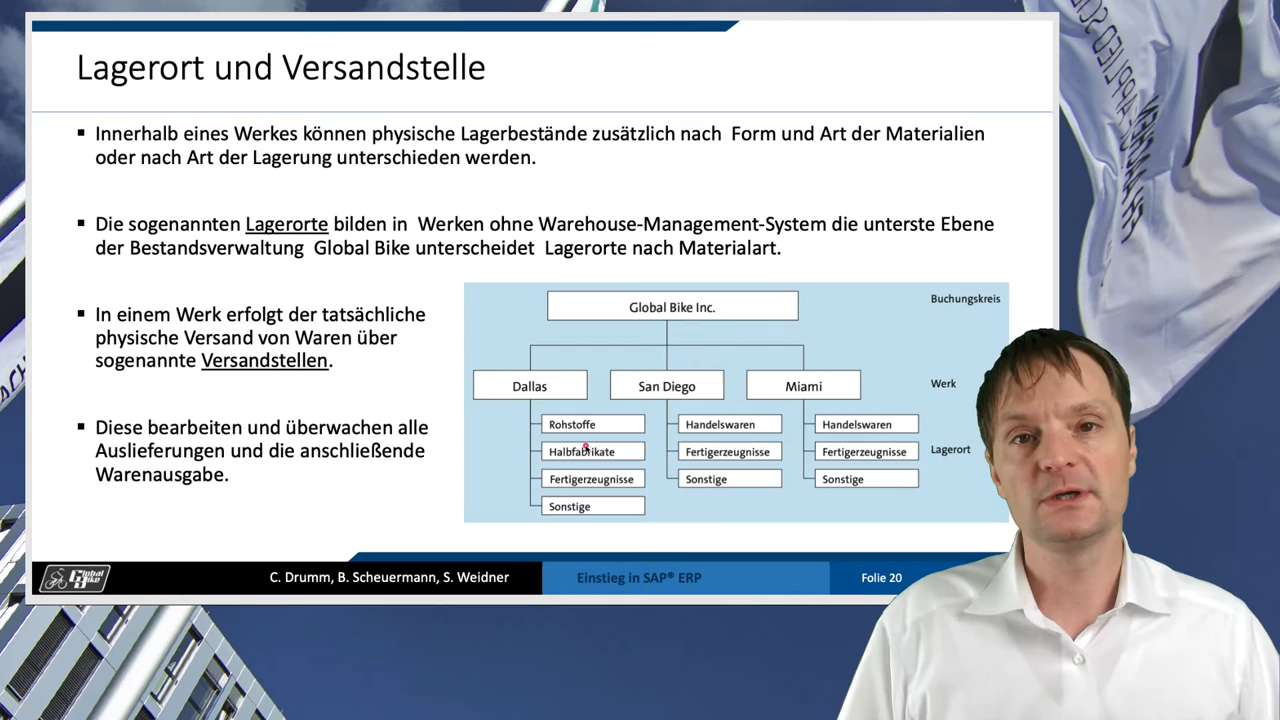 Lagerort und Versandstelle
Innerhalb eines Werkes können physische Lagerbestände zusätzlich nach Form und Art der Materialien
oder nach Art der Lagerung unterschieden werden.
Die sogenannten Lagerorte bilden in Werken ohne Warehouse-Management-System die unterste Ebene
der Bestandsverwaltung Global Bike unterscheidet Lagerorte nach Materialart.
In einem Werk erfolgt der tatsächliche
physische Versand von Waren über
sogenannte Versandstellen.
Diese bearbeiten und überwachen alle
Auslieferungen und die anschließende
Warenausgabe.
Global Bike Inc.
Buchungskreis
Dallas
San Diego
Miami
Werk
Rohstoffe
Handelswaren
Handelswaren
Halbfabrikate
Fertigerzeugnisse
Fertigerzeugnisse
Lagerort
Fertigerzeugnisse
Sonstige
Sonstige
Sonstige
Global Bike
C. Drumm, B. Scheuermann, S. Weidner
Einstieg in SAP® ERP
Folie 20